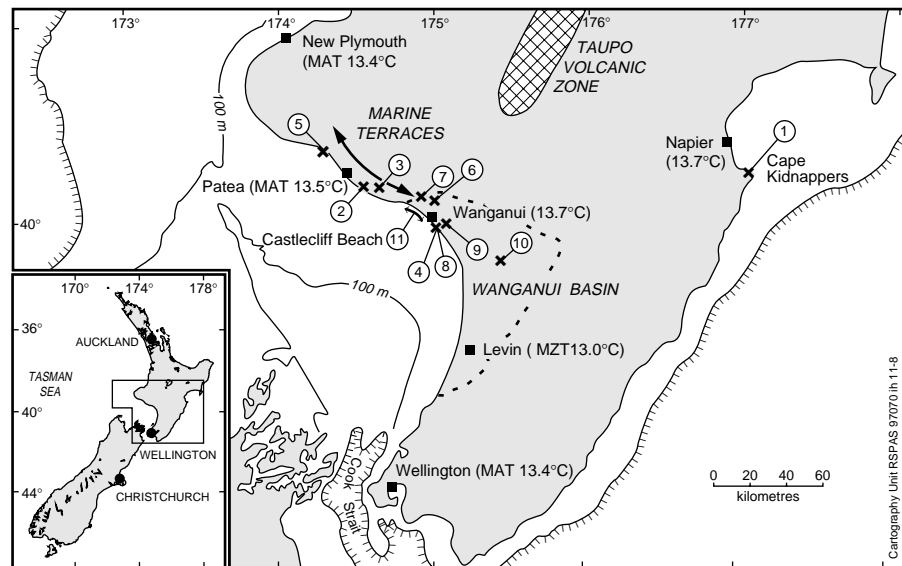 173°
174°
175°
176°
177°
New Plymouth
(MAT 13.4°C
TAUPO
VOLCANIC
ZONE
100 m
MARINE
TERRACES
5
3
7
6
Napier
(13.7°C)
1
Cape
Kidnappers
Patea (MAT 13.5°C)
2
40°
Wanganui (13.7°C)
Castlecliff Beach
11
9
10
4
8
100 m
WANGANUI BASIN
Levin ( MZT13.0°C)
Wellington (MAT 13.4°C)
Cook
Strait
0 20 40 60
kilometres
Cartography Unit RSPAS 97070 ih 11-8
170°
174°
178°
36°
AUCKLAND
TASMAN
SEA
40°
WELLINGTON
CHRISTCHURCH
44°